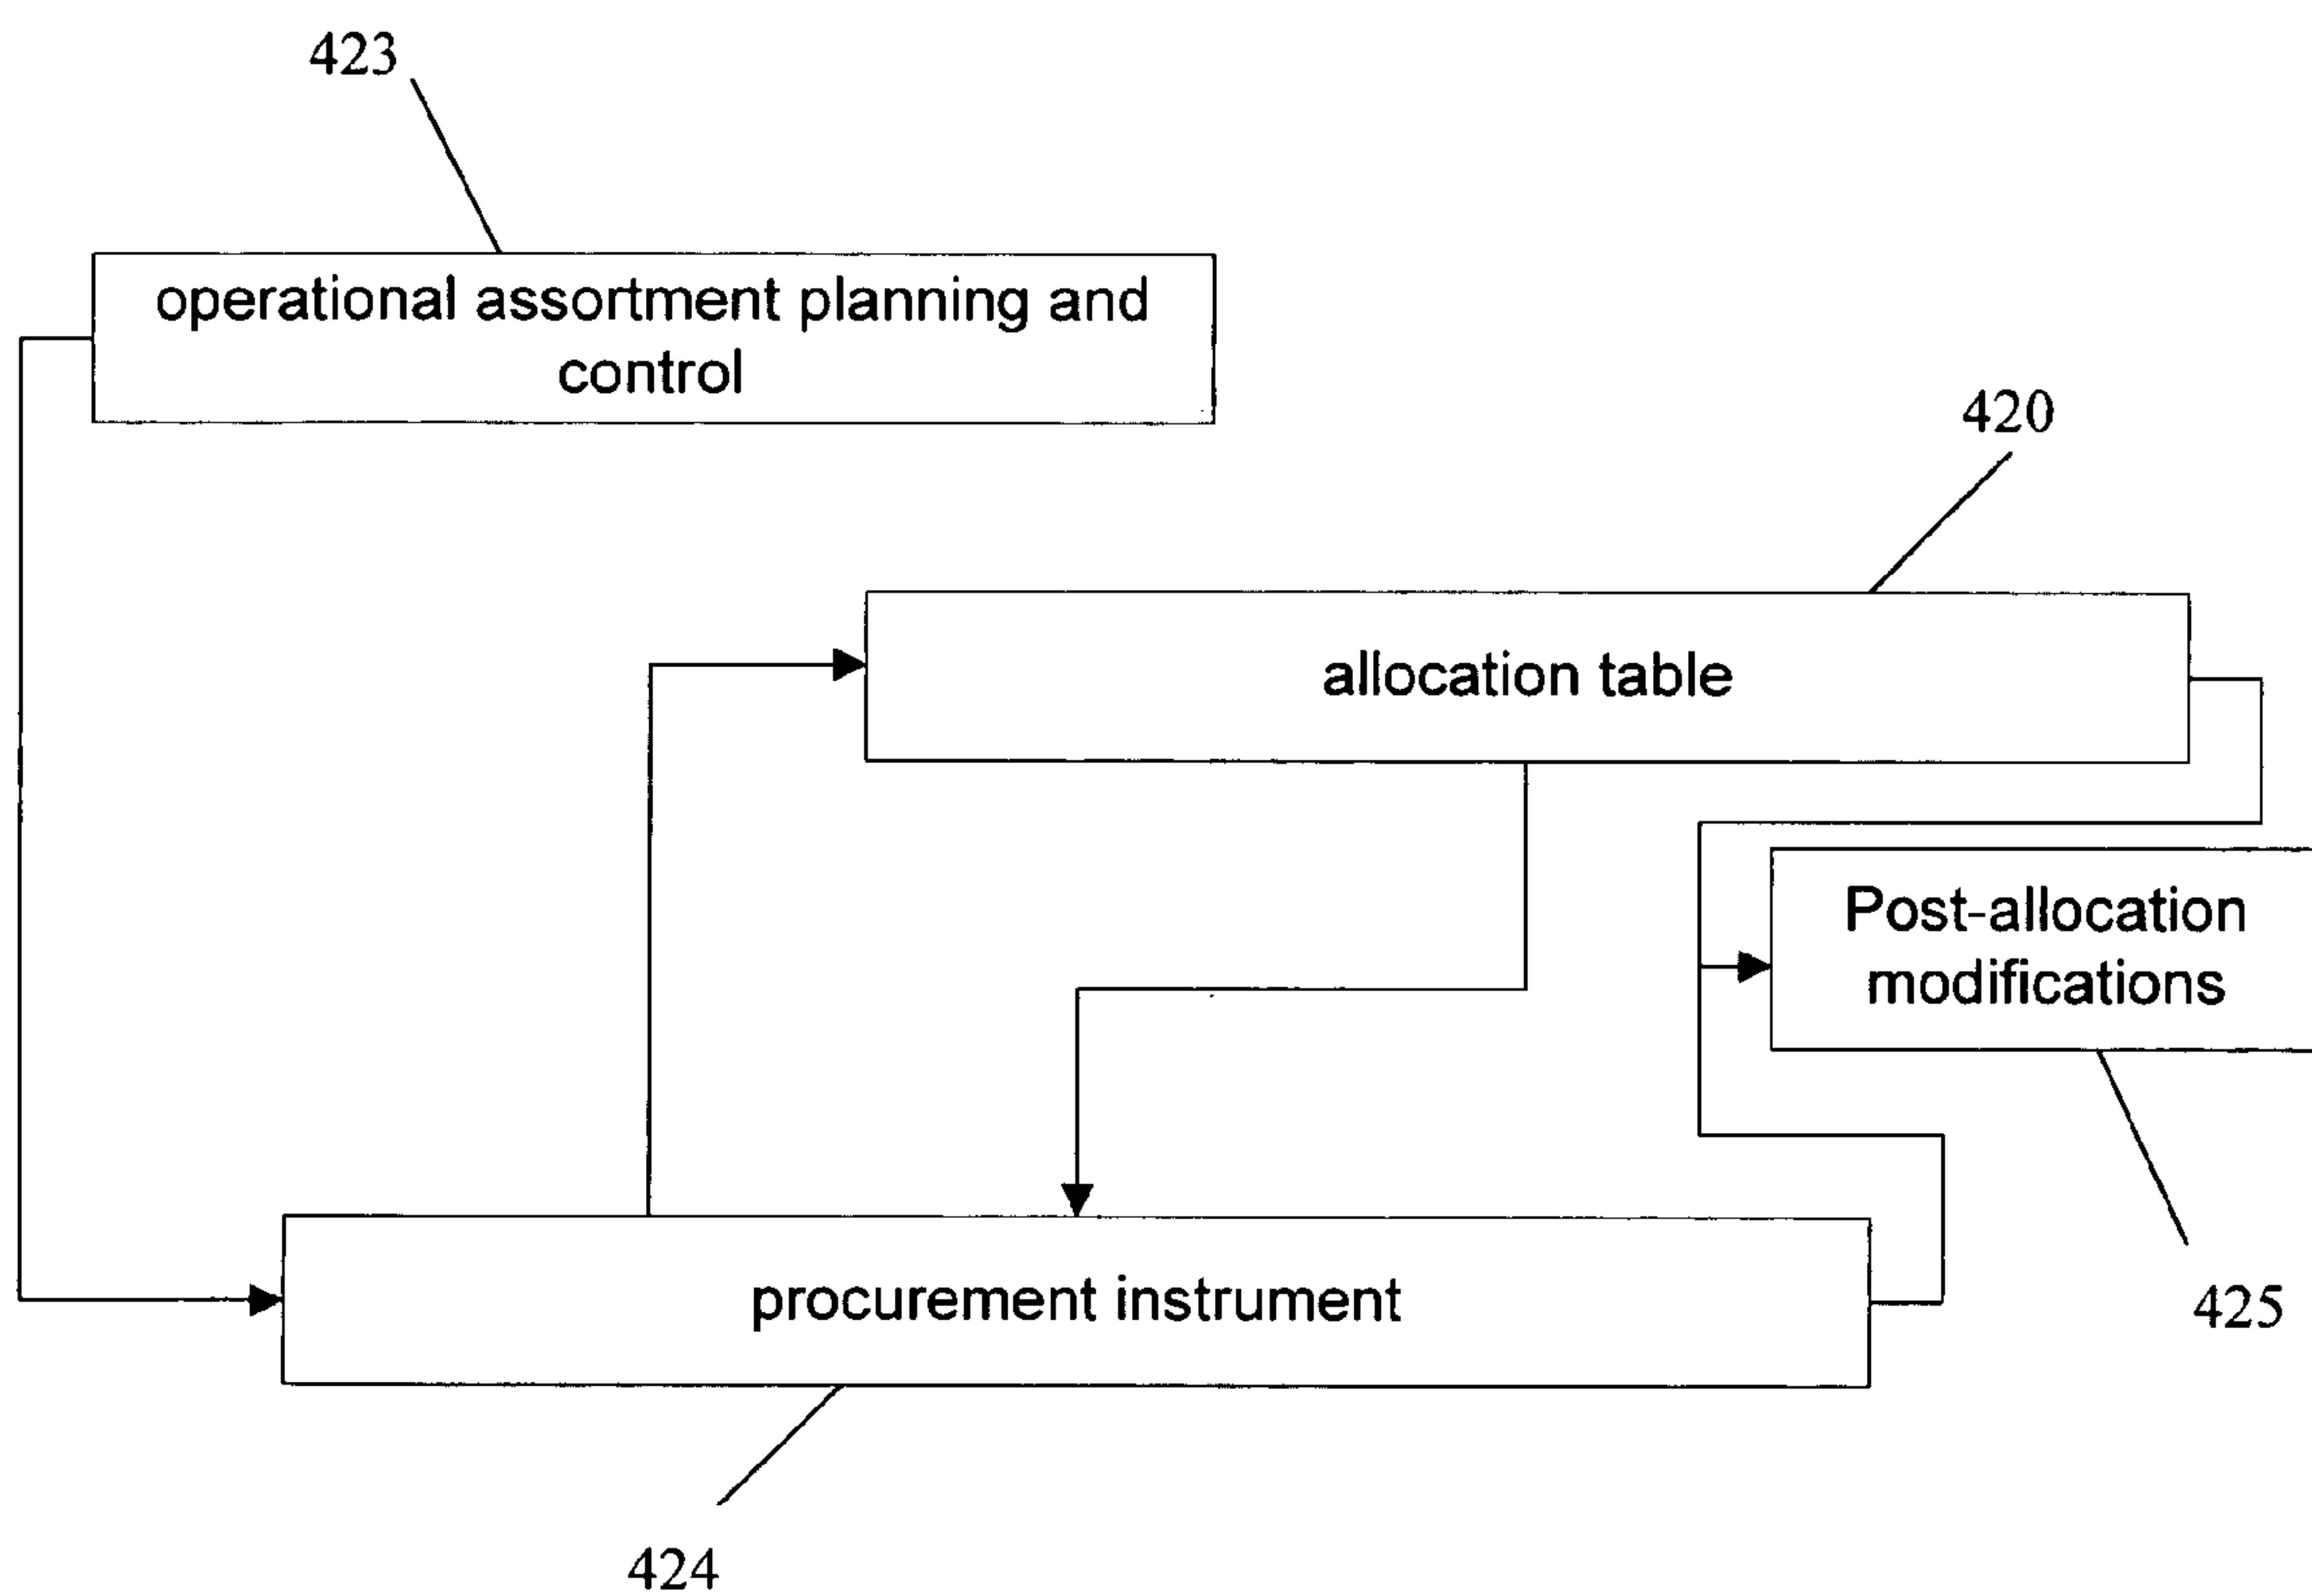 423
operational assortment planning and
control
420
allocation table
Post-allocation
modifications
procurement instrument
425
424